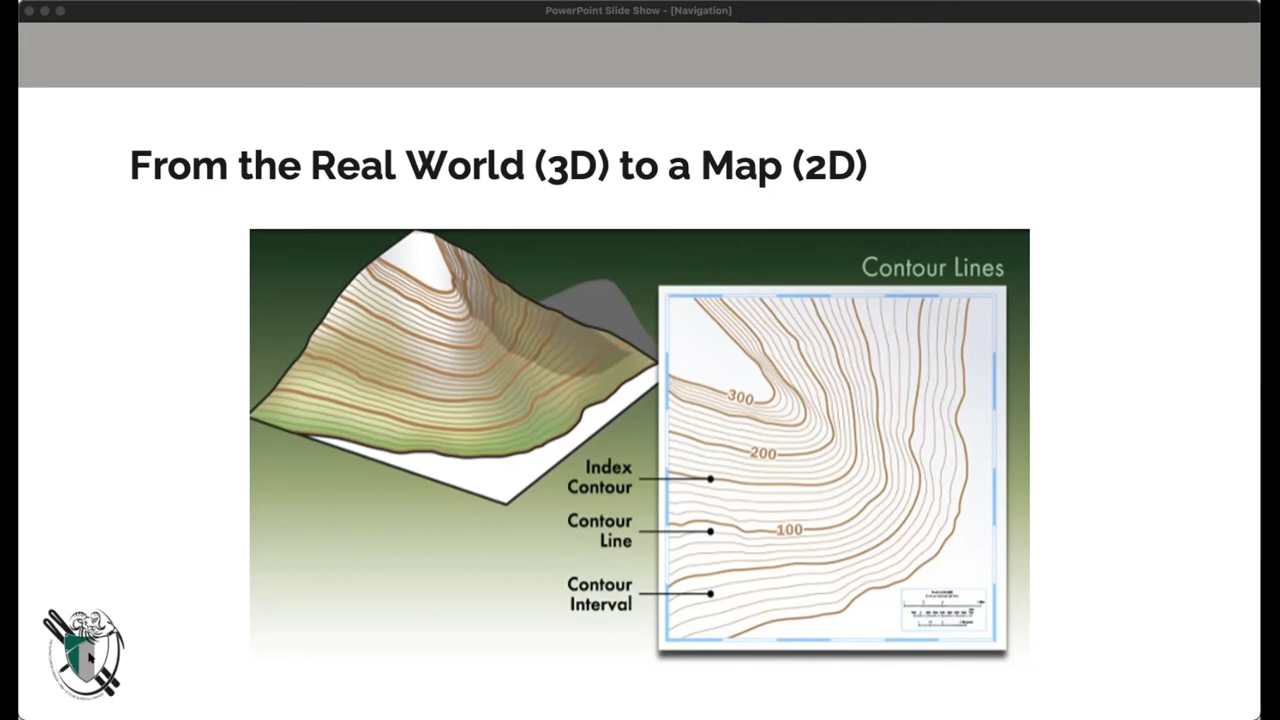 PowerPoint Slide Show - [Navigation]
From the Real World (3D) to a Map (2D)
Contour Lines
300
200
Index
Contour
Contour
Line
100
Contour
Interval